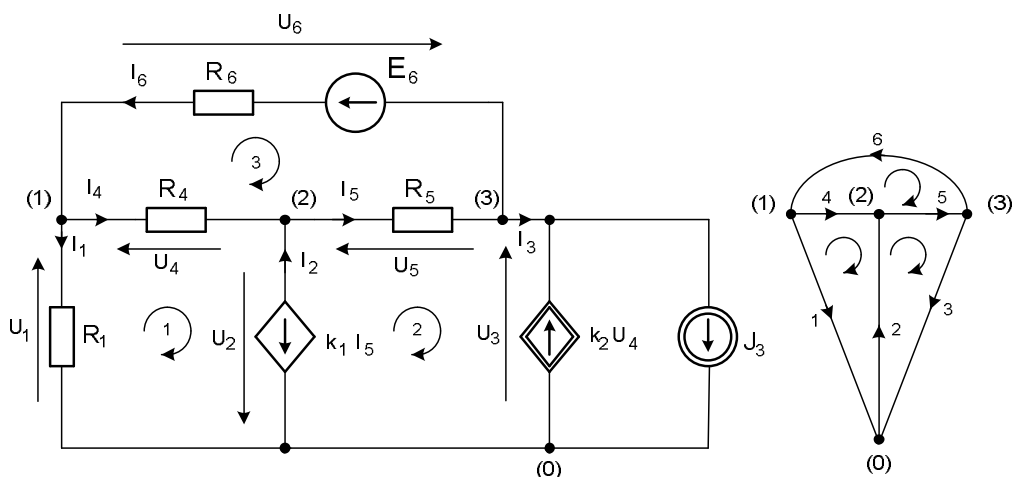 U6
I6
R6
E6
3
(1)
I4
R4
(2)
I5
R5
(3)
I1
U4
I2
U5
I3
U1
R1
1
U2
k1 I5
2
U3
k2 U4
J3
6
(1)
4
(2)
5
(3)
1
2
3
(0)
(0)